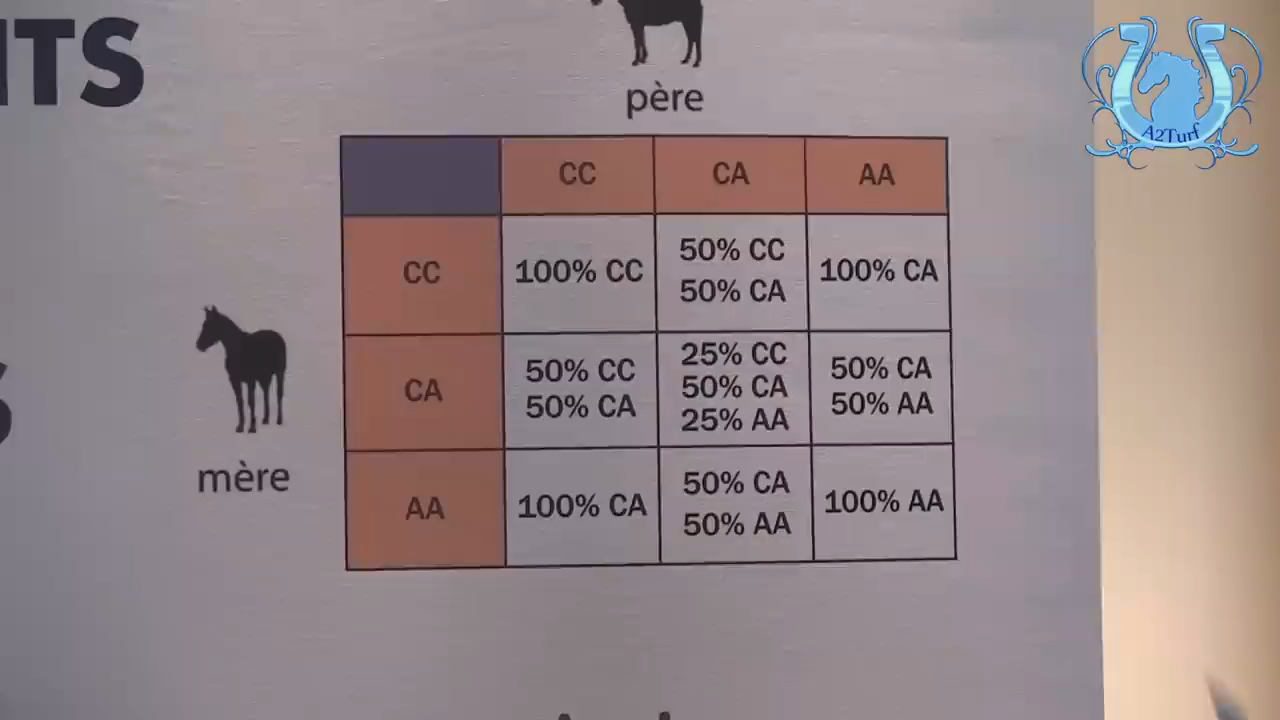 ITS
père
A2Turf
CC CA AA
CC 100% CC 50% CC 50% CA 100% CA
CA 50% CC 50% CA 25% CC 50% CA 25% AA 50% CA 50% AA
AA 100% CA 50% CA 50% AA 100% AA
mère